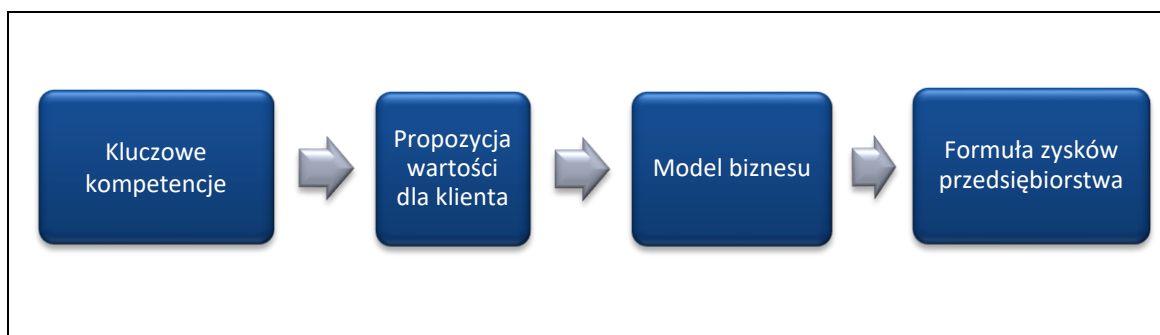 Kluczowe
kompetencje
Propozycja
wartości
dla klienta
Model biznesu
Formuła zysków
przedsiębiorstwa